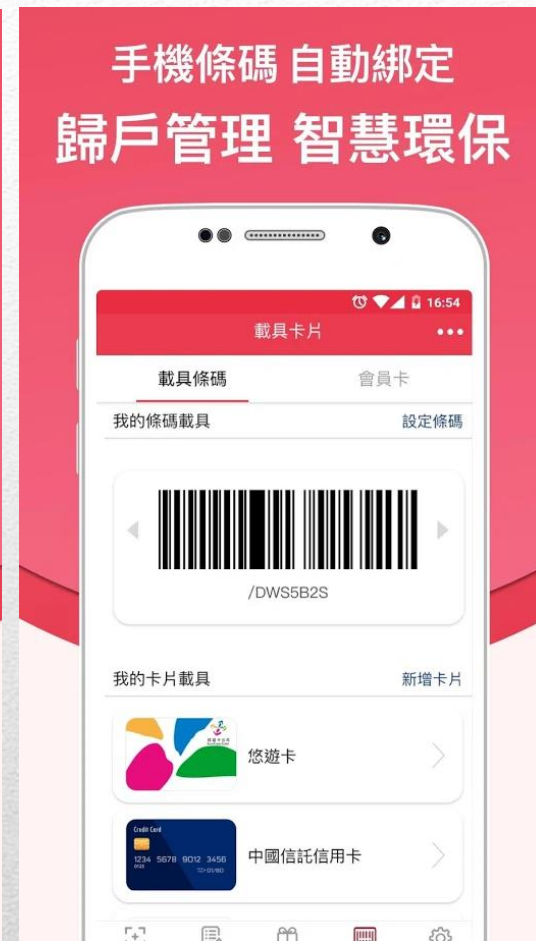 手機條碼 自動綁定
歸戶管理 智慧環保
16:54
載具卡片
載具條碼 會員卡
我的條碼載具 設定條碼
/DWS5B2S
我的卡片載具 新增卡片
悠遊卡
Credit Card
1234 5678 9012 3456
中國信託信用卡